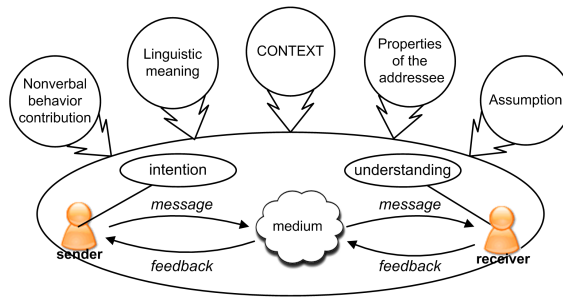 Nonverbal
behavior
contribution
Linguistic
meaning
CONTEXT
Properties
of the
addressee
Assumption
intention
understanding
message
message
sender
medium
receiver
feedback
feedback